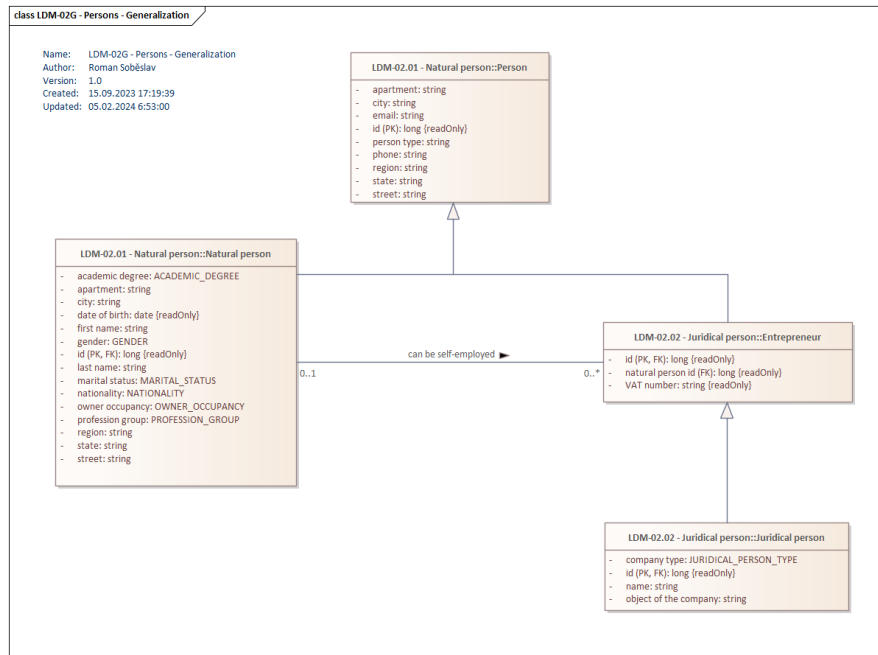 class LDM-02G - Persons - Generalization
Name: LDM-02G - Persons - Generalization
Author: Roman Soběslav
Version: 1.0
Created: 15.09.2023 17:19:39
Updated: 05.02.2024 6:53:00
LDM-02.01 - Natural person::Person
- apartment: string
- city: string
- email: string
- id (PK): long {readOnly}
- person type: string
- phone: string
- region: string
- state: string
- street: string
LDM-02.01 - Natural person::Natural person
- academic degree: ACADEMIC_DEGREE
- apartment: string
- city: string
- date of birth: date {readOnly}
- first name: string
- gender: GENDER
- id (PK, FK): long {readOnly}
- last name: string
- marital status: MARITAL_STATUS
- nationality: NATIONALITY
- owner occupancy: OWNER_OCCUPANCY
- profession group: PROFESSION_GROUP
- region: string
- state: string
- street: string
can be self-employed
0..1
0..*
LDM-02.02 - Juridical person::Entrepreneur
- id (PK, FK): long {readOnly}
- natural person id (FK): long {readOnly}
- VAT number: string {readOnly}
LDM-02.02 - Juridical person::Juridical person
- company type: JURIDICAL_PERSON_TYPE
- id (PK, FK): long {readOnly}
- name: string
- object of the company: string